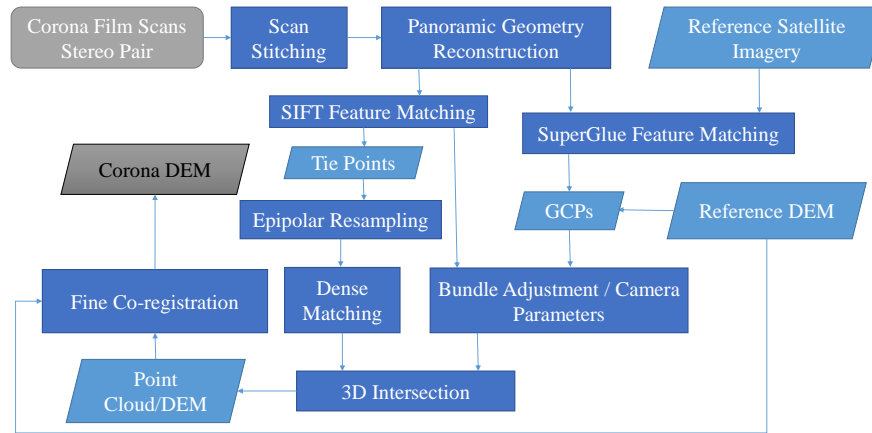 Corona Film Scans
Stereo Pair
Scan
Stitching
Panoramic Geometry
Reconstruction
Reference Satellite
Imagery
SIFT Feature Matching
SuperGlue Feature Matching
Tie Points
Corona DEM
GCPs
Reference DEM
Epipolar Resampling
Fine Co-registration
Dense
Matching
Bundle Adjustment / Camera
Parameters
Point
Cloud/DEM
3D Intersection